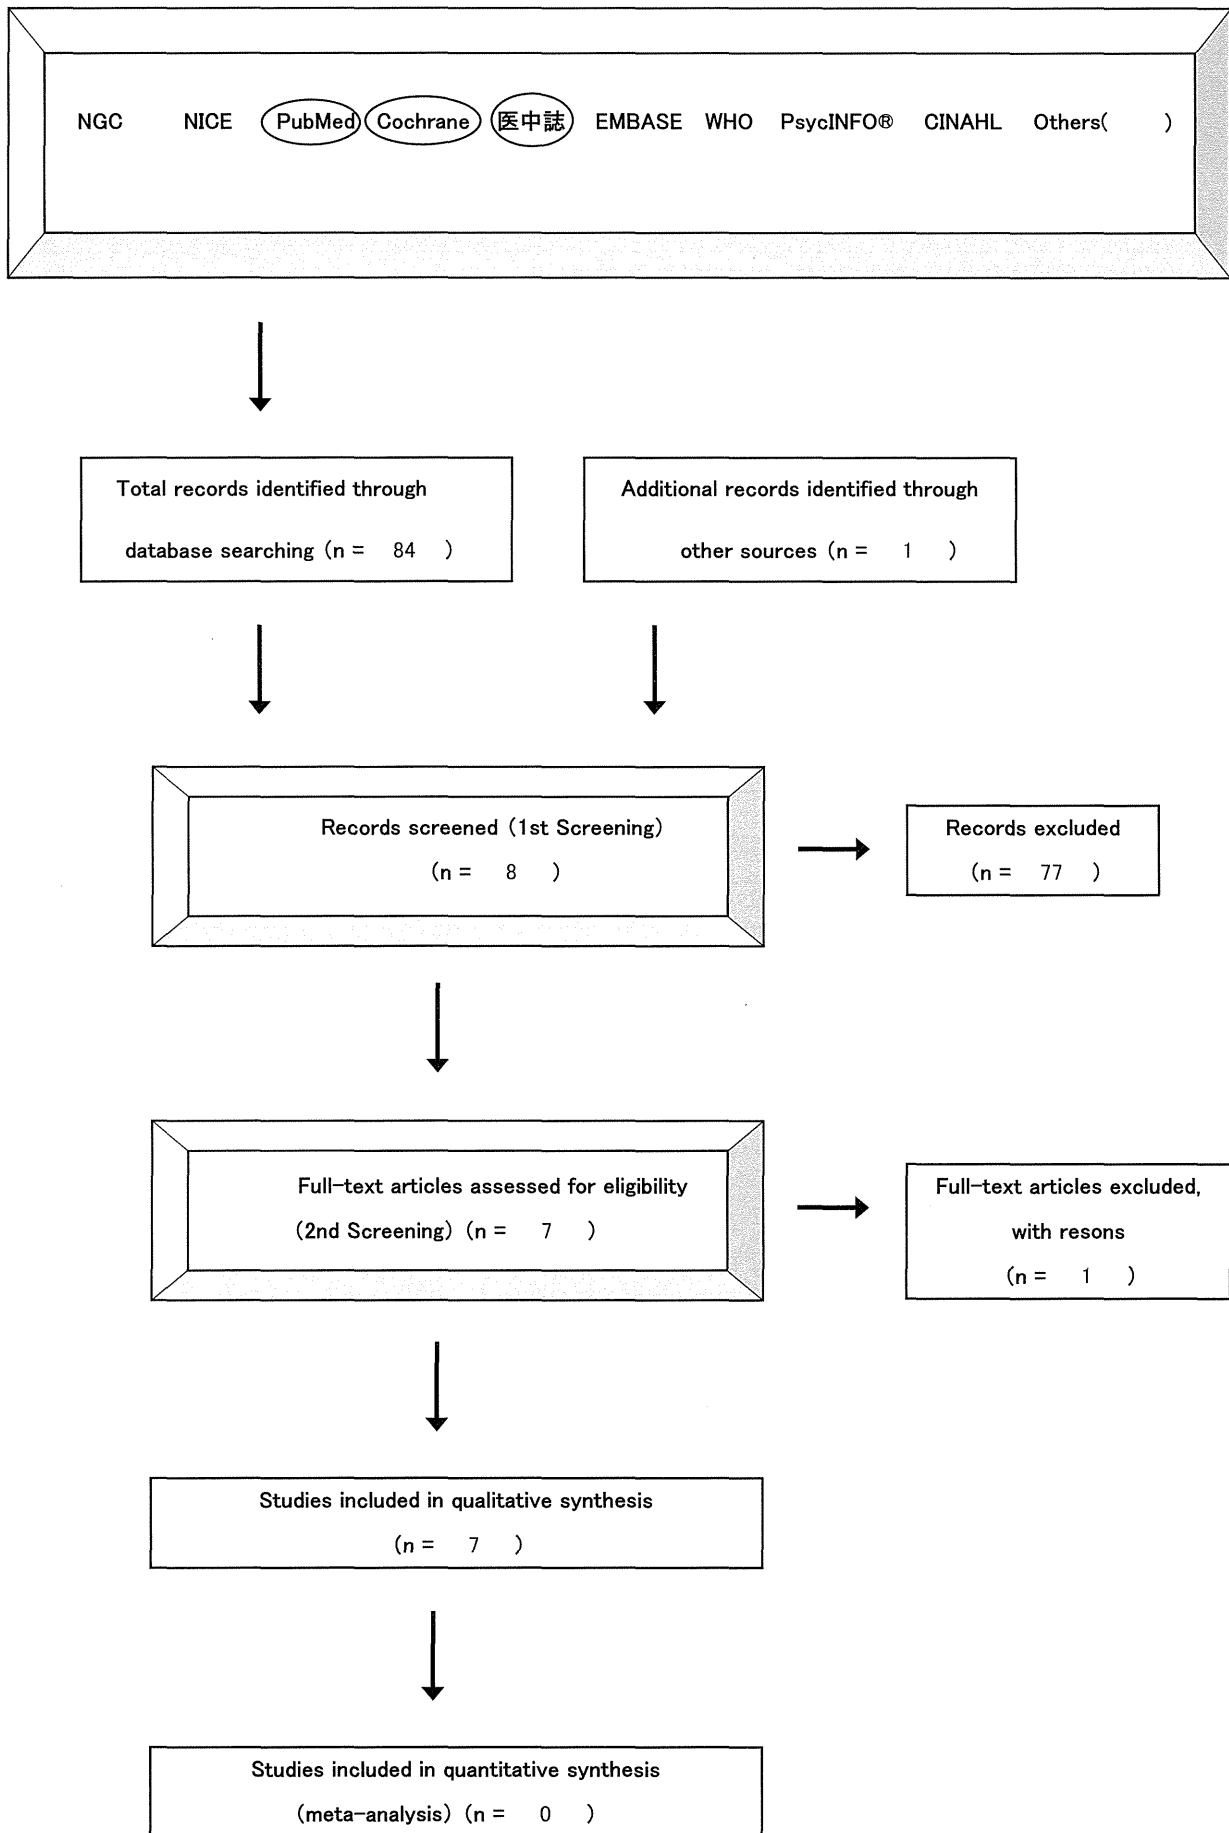 NGC NICE PubMed Cochrane 医中誌 EMBASE WHO PsycINFO® CINAHL Others( )
Total records identified through
database searching (n = 84 )
Additional records identified through
other sources (n = 1 )
Records screened (1st Screening)
(n = 8 )
Records excluded
(n = 77 )
Full-text articles assessed for eligibility
(2nd Screening) (n = 7 )
Full-text articles excluded,
with resons
(n = 1 )
Studies included in qualitative synthesis
(n = 7 )
Studies included in quantitative synthesis
(meta-analysis) (n = 0 )